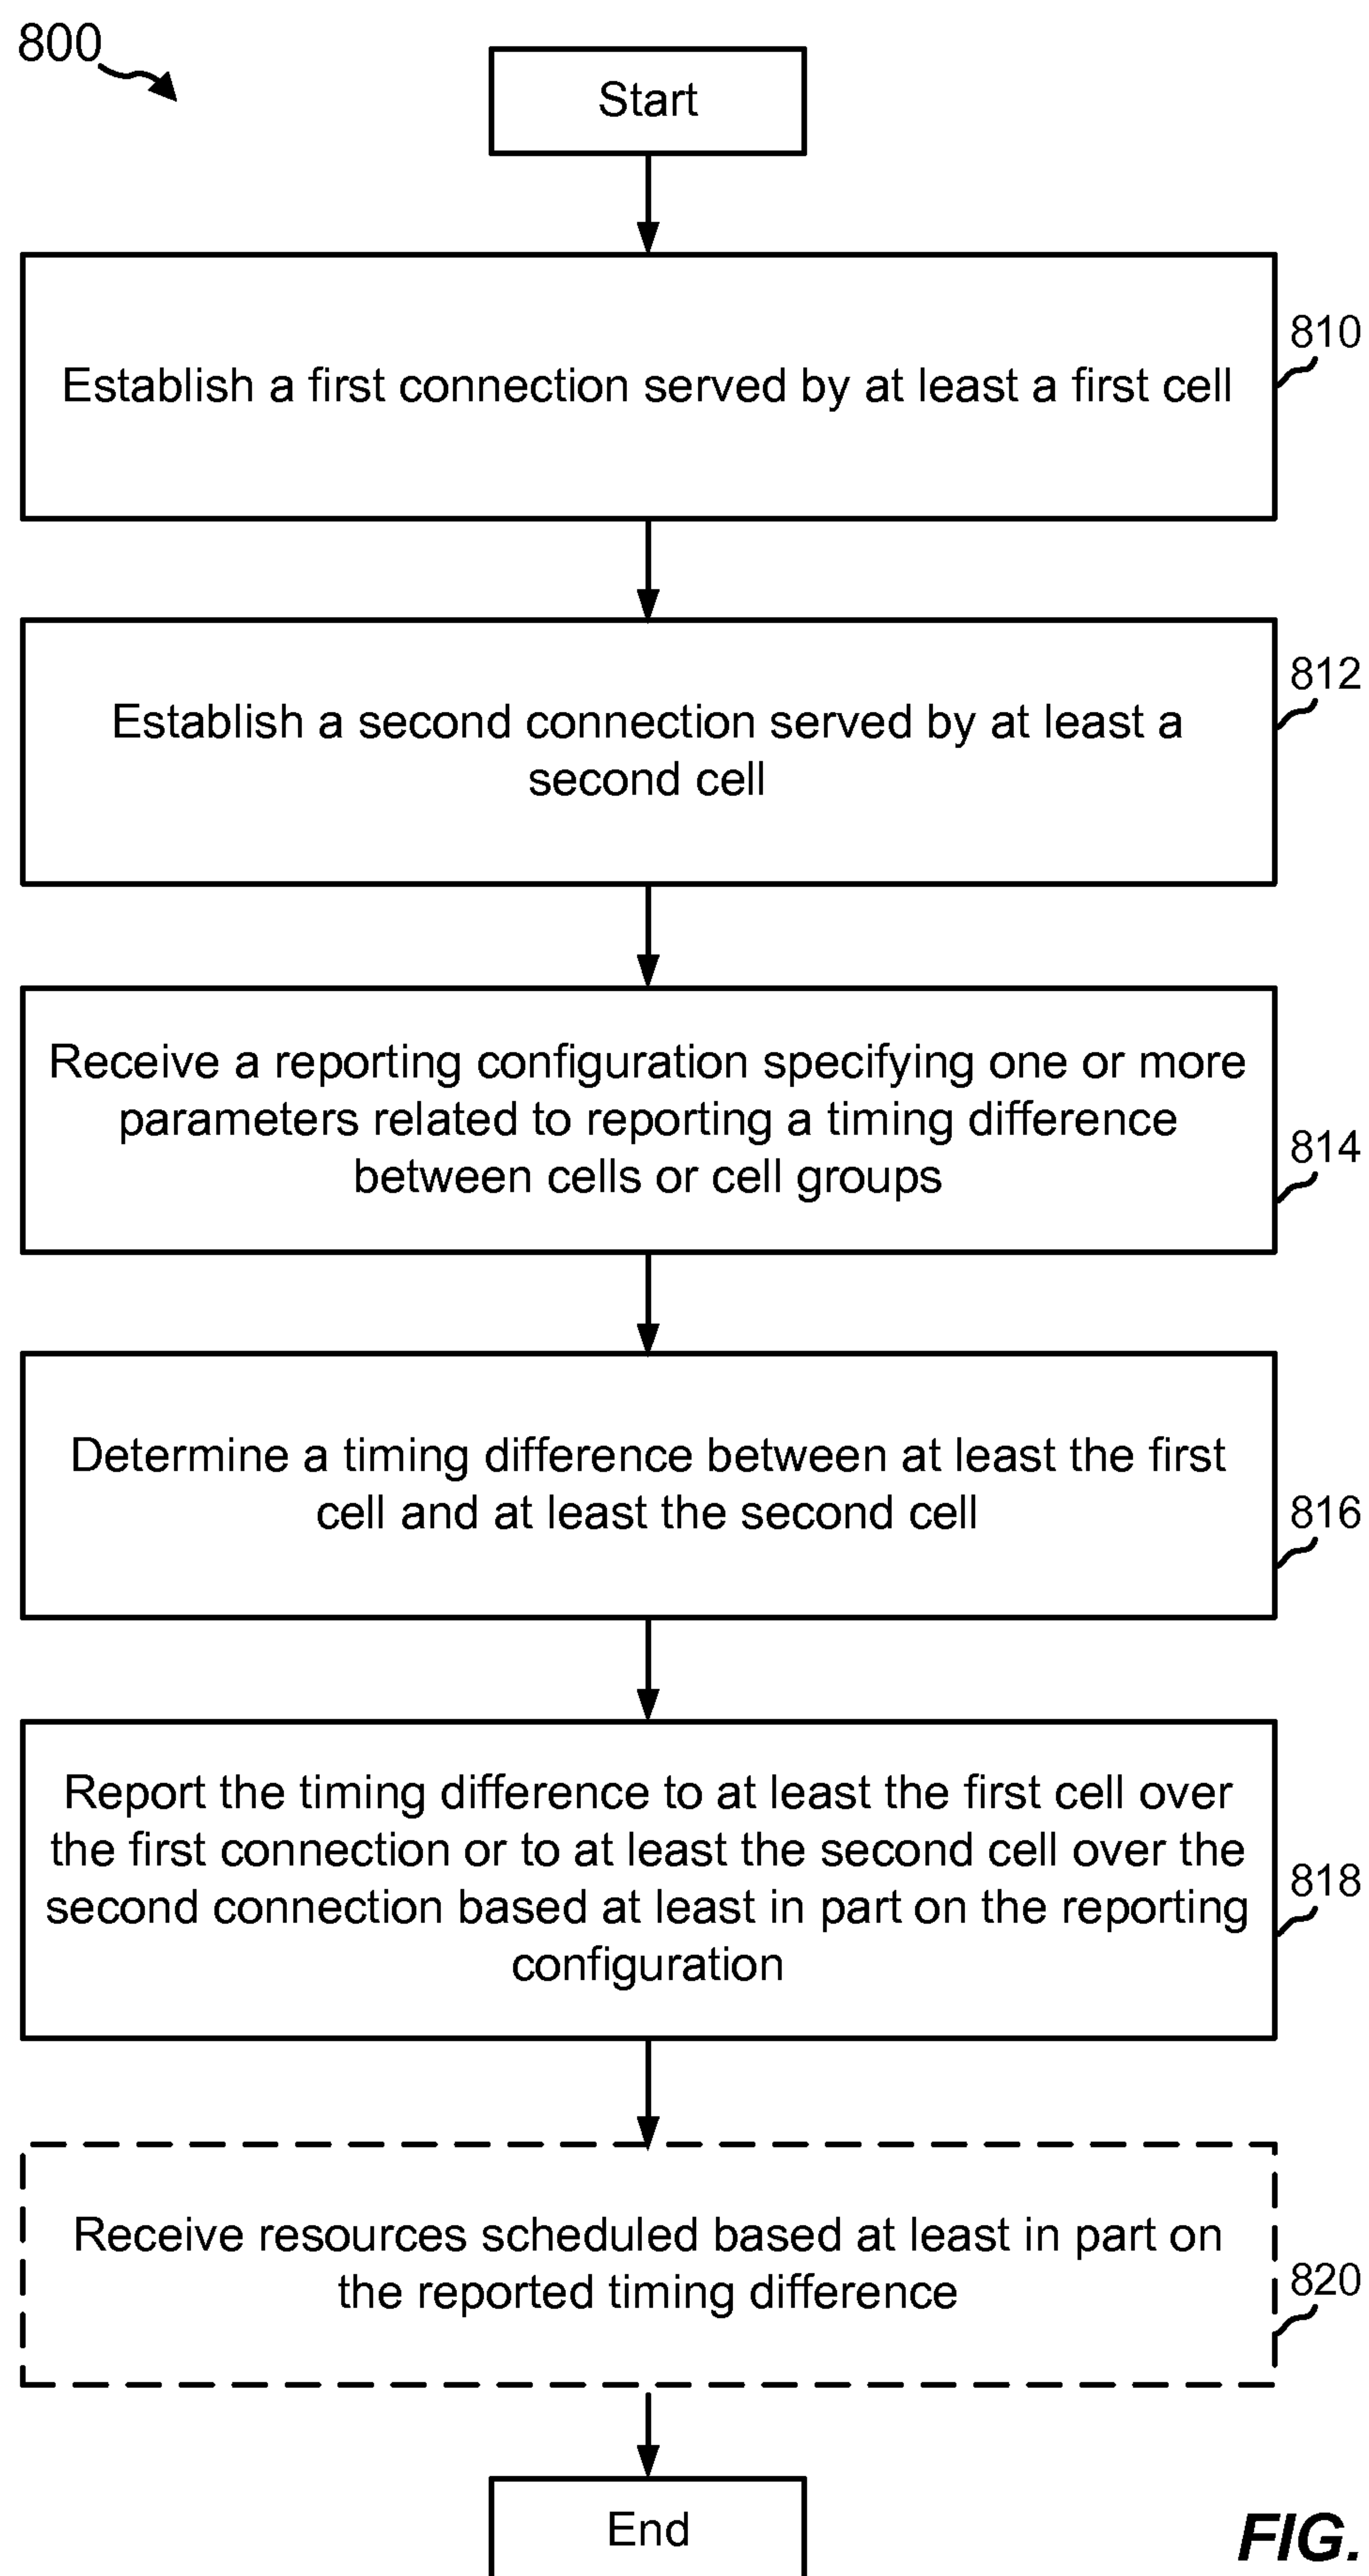 800
Start
810
Establish a first connection served by at least a first cell
812
Establish a second connection served by at least a
second cell
Receive a reporting configuration specifying one or more
parameters related to reporting a timing difference
between cells or cell groups
814
Determine a timing difference between at least the first
cell and at least the second cell
816
Report the timing difference to at least the first cell over
the first connection or to at least the second cell over the
second connection based at least in part on the reporting
configuration
818
Receive resources scheduled based at least in part on
the reported timing difference
820
End
FIG.